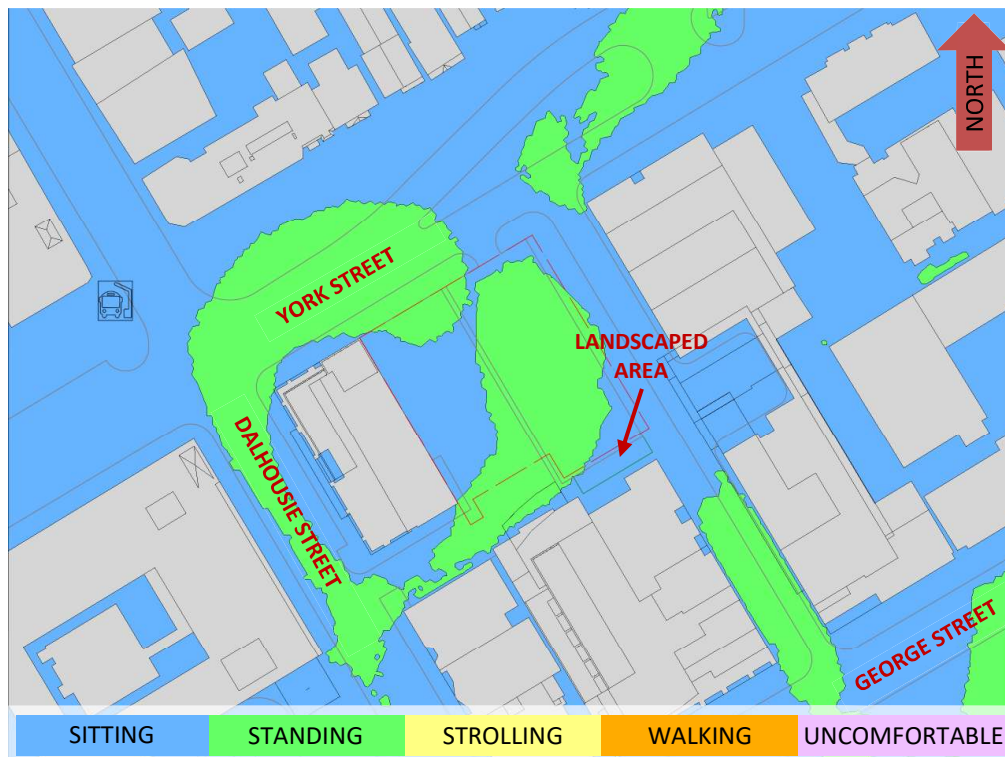 NORTH
YORK STREET
LANDSCAPED
AREA
DALHOUSIE STREET
GEORGE STREET
SITTING
STANDING
STROLLING
WALKING
UNCOMFORTABLE